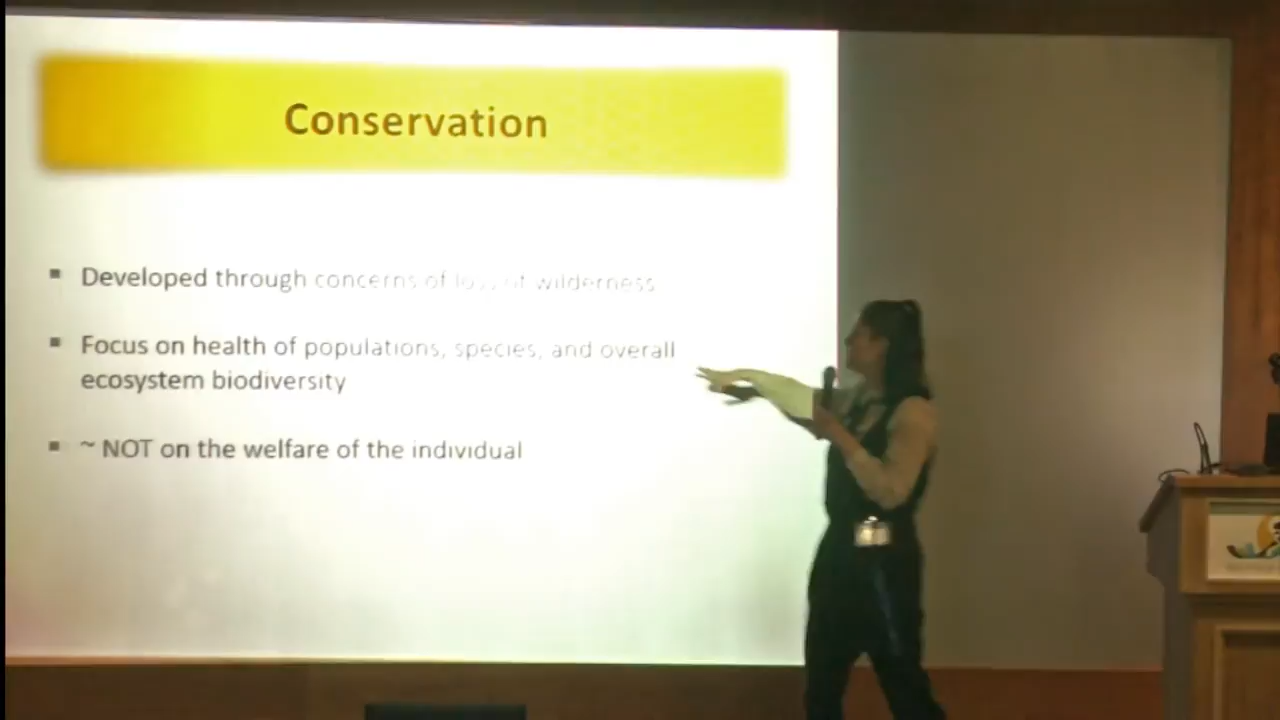 Conservation
▪ Developed through concerns of loss of wilderness
▪ Focus on health of populations, species, and overall
ecosystem biodiversity
▪ ~ NOT on the welfare of the individual